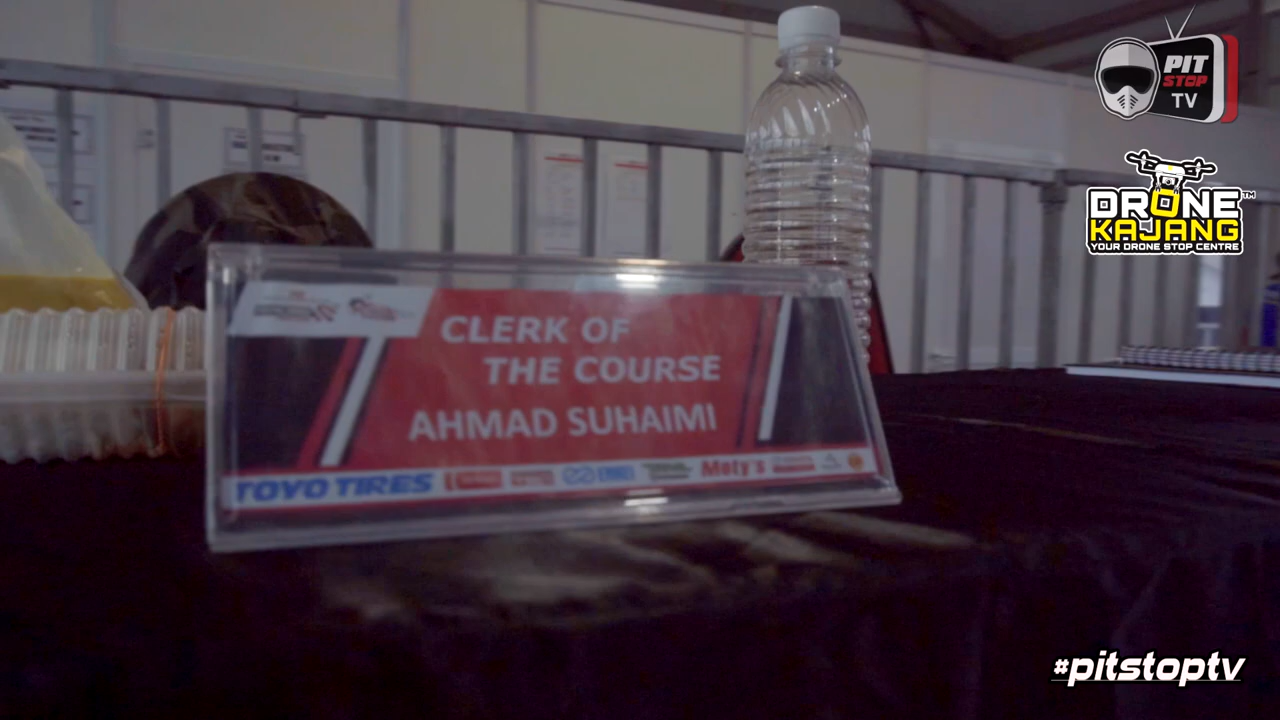 PIT
STOP
TV
DRONE
KAJANG
TM
YOUR DRONE STOP CENTRE
CLERK OF
THE COURSE
AHMAD SUHAIMI
TOYO TIRES
Moty's
#pitstoptv